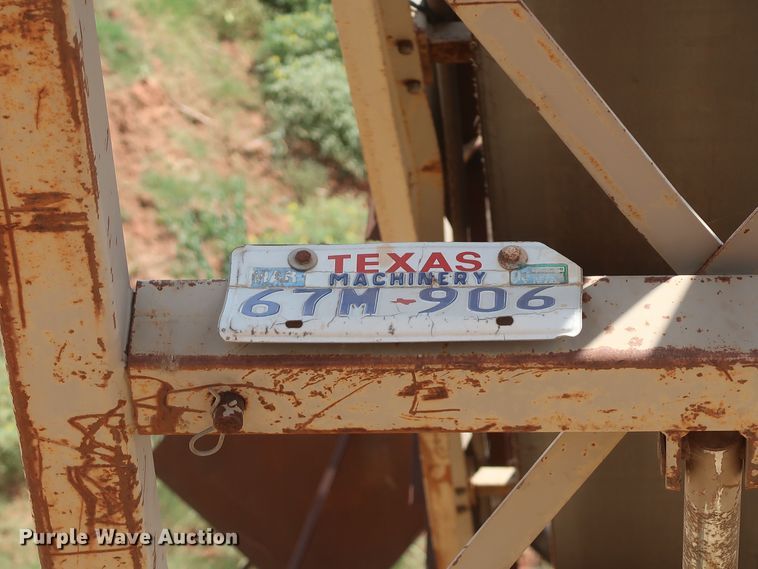 TEXAS
MACHINERY
67M 906
Purple Wave Auction